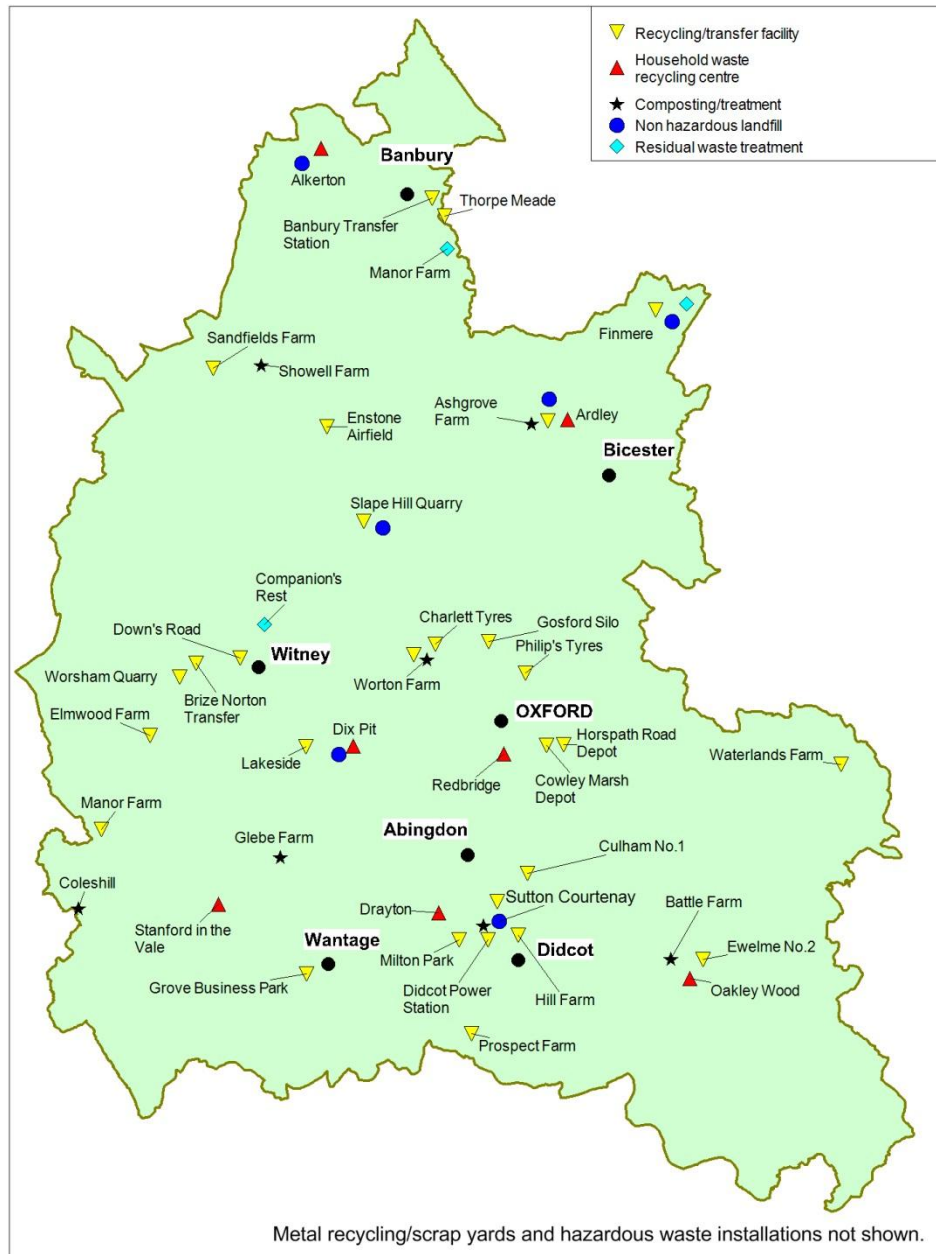 Recycling/transfer facility
Household waste
recycling centre
Composting/treatment
Non hazardous landfill
Residual waste treatment
Banbury
Alkerton
Thorpe Meade
Banbury Transfer
Station
Manor Farm
Finmere
Sandfields Farm
Showell Farm
Ashgrove
Farm
Ardley
Enstone
Airfield
Bicester
Slape Hill Quarry
Companion's
Rest
Charlett Tyres
Gosford Silo
Down's Road
Philip's Tyres
Witney
Worsham Quarry
Worton Farm
Brize Norton
Transfer
Elmwood Farm
OXFORD
Dix Pit
Horspath Road
Depot
Lakeside
Redbridge
Waterlands Farm
Cowley Marsh
Depot
Manor Farm
Glebe Farm
Abingdon
Culham No.1
Coleshill
Sutton Courtenay
Battle Farm
Drayton
Stanford in the
Vale
Wantage
Milton Park
Didcot
Ewelme No.2
Grove Business Park
Didcot Power
Station
Hill Farm
Oakley Wood
Prospect Farm
Metal recycling/scrap yards and hazardous waste installations not shown.